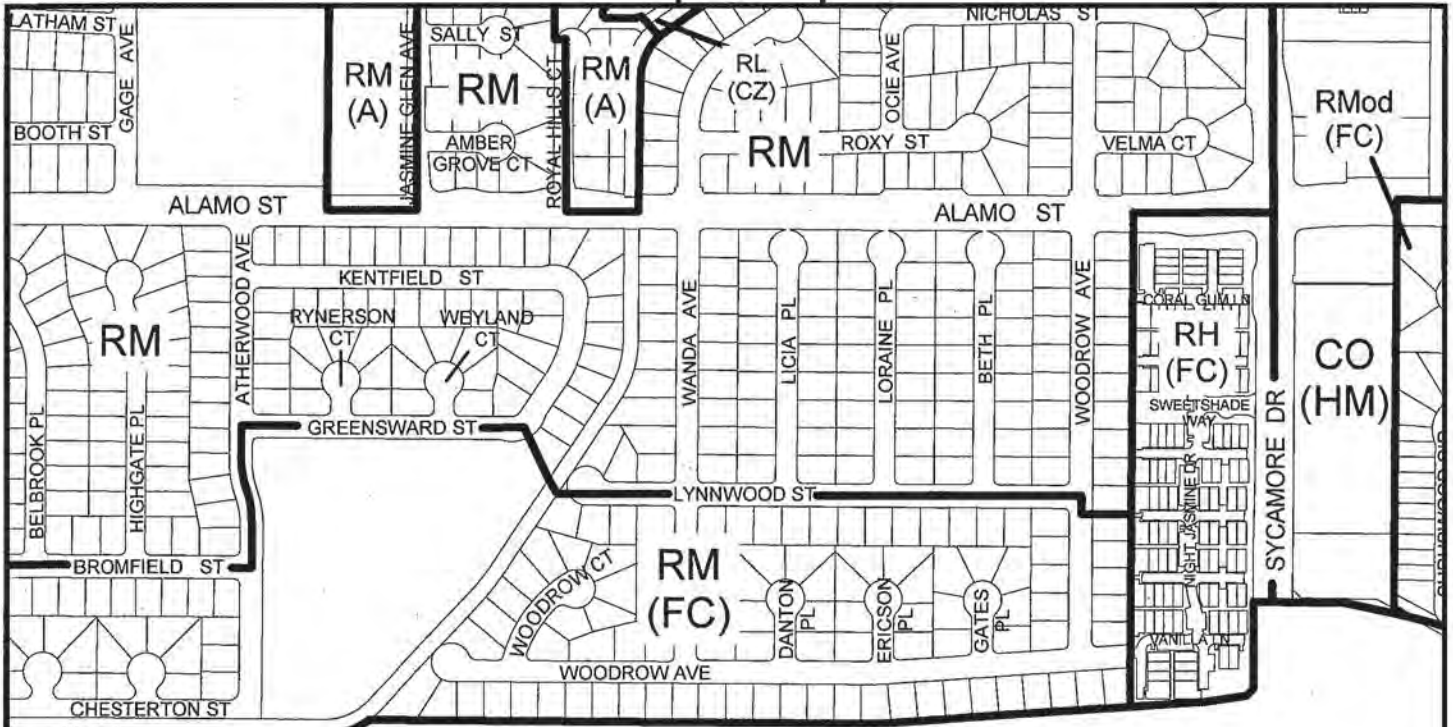 LATHAM ST
GAGE AVE
BOOTH ST
RM
(A)
JASMINE GLEN AVE
SALLY ST
RM
AMBER
GROVE CT
ROYAL HILLS CT
RM
(A)
RL
(CZ)
RM
OCIE AVE
NICHOLAS ST
ROXY ST
VELMA CT
RMod
(FC)
ALAMO ST
ALAMO ST
ATHERWOOD AVE
KENTFIELD ST
RYNERSON
CT
WEYLAND
CT
RM
BELBROOK PL
HIGHGATE PL
GREENSWARD ST
BROMFIELD ST
CHESTERTON ST
WANDA AVE
LICIA PL
LORAINE PL
BETH PL
WOODROW AVE
CORAL GUM LN
RH
(FC)
SWEETSHADE
WAY
NIGHT JASMINE DR
VANILLA LN
SYCAMORE DR
CO
(HM)
LYNNWOOD ST
WOODROW CT
RM
(FC)
DANTON
PL
ERICSON
PL
GATES
PL
WOODROW AVE